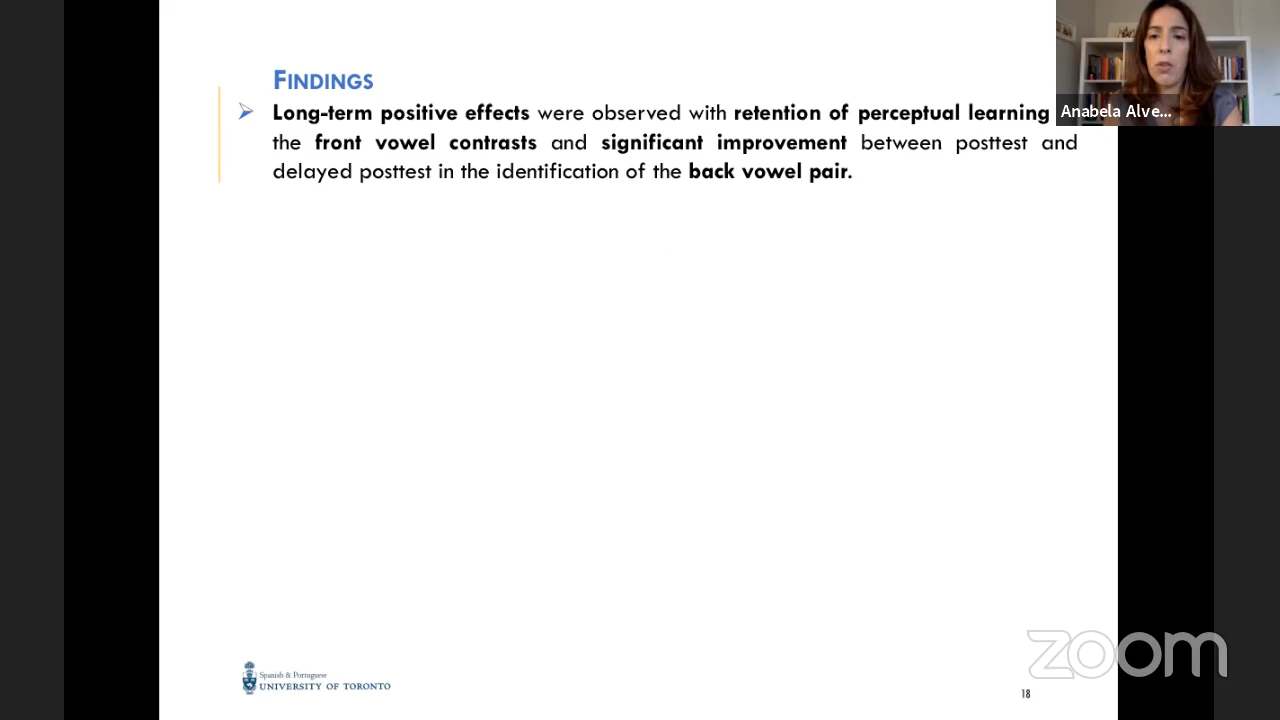 FINDINGS
Long-term positive effects were observed with retention of perceptual learning
the front vowel contrasts and significant improvement between posttest and
delayed posttest in the identification of the back vowel pair.
Anabela Alve...
Spanish & Portuguese
UNIVERSITY OF TORONTO
zoom
18